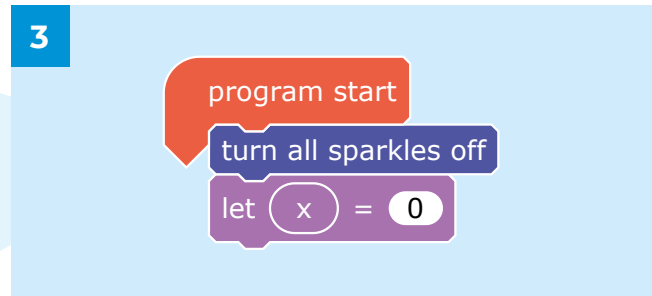 3
program start
turn all sparkles off
let x = 0